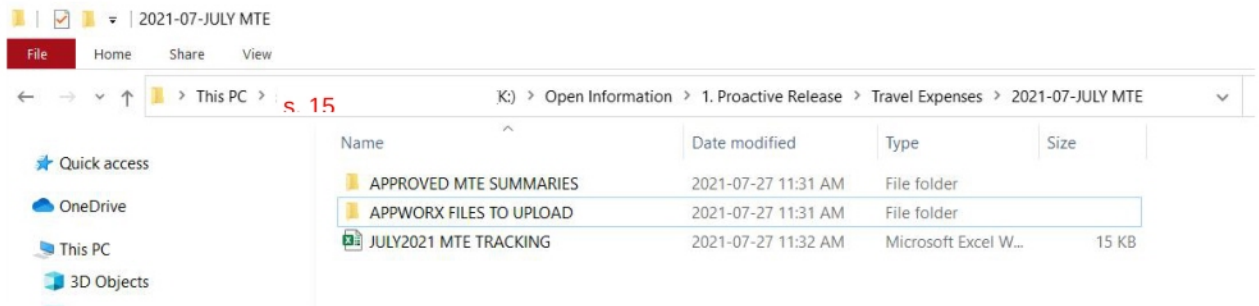 2021-07-JULY MTE
File Home Share View
This PC > s. 15 K:) > Open Information > 1. Proactive Release > Travel Expenses > 2021-07-JULY MTE
Name Date modified Type Size
Quick access
APPROVED MTE SUMMARIES 2021-07-27 11:31 AM File folder
OneDrive
APPWORX FILES TO UPLOAD 2021-07-27 11:31 AM File folder
This PC
JULY2021 MTE TRACKING 2021-07-27 11:32 AM Microsoft Excel W... 15 KB
3D Objects